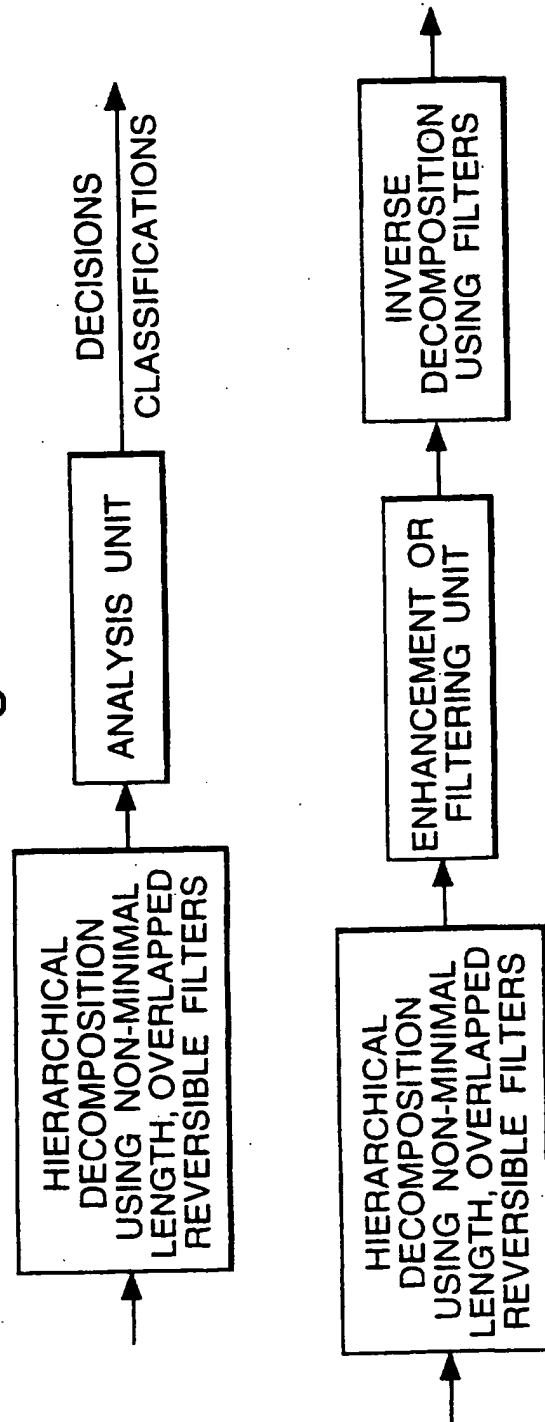 HIERARCHICAL
DECOMPOSITION
USING NON-MINIMAL
LENGTH, OVERLAPPED
REVERSIBLE FILTERS
ANALYSIS UNIT
DECISIONS
CLASSIFICATIONS
HIERARCHICAL
DECOMPOSITION
USING NON-MINIMAL
LENGTH, OVERLAPPED
REVERSIBLE FILTERS
ENHANCEMENT OR
FILTERING UNIT
INVERSE
DECOMPOSITION
USING FILTERS